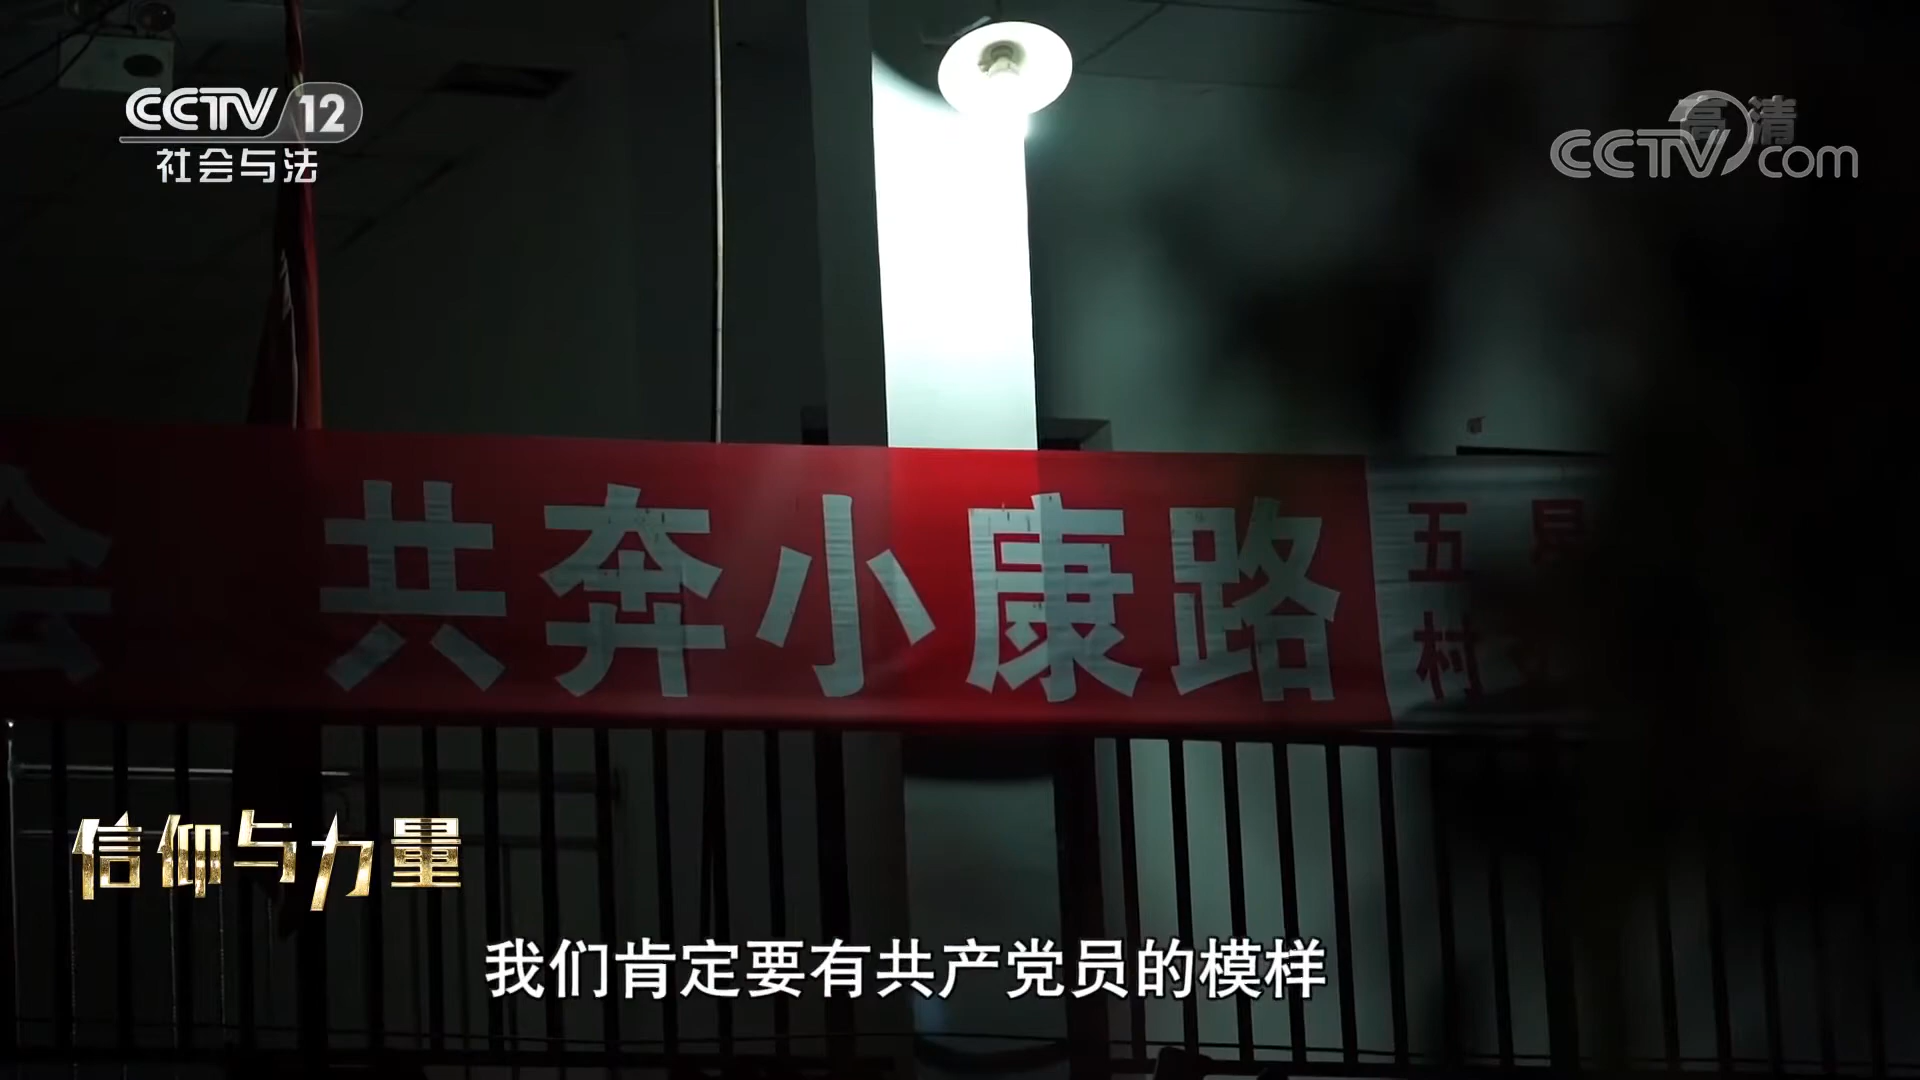 CCTV 12
社会与法
高清
CCTV.com
会 共奔小康路
五
村
信仰与力量
我们肯定要有共产党员的模样